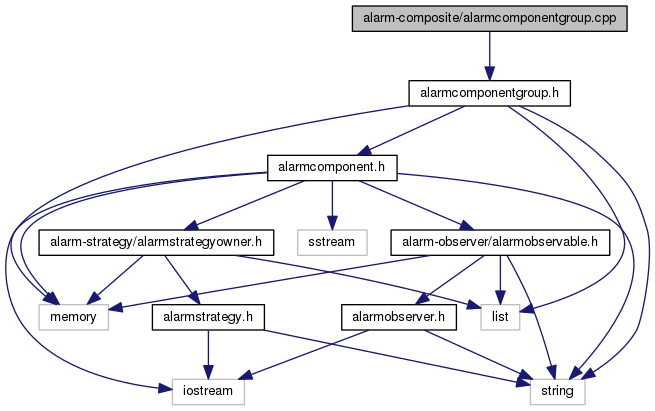 alarm-composite/alarmcomponentgroup.cpp
alarmcomponentgroup.h
alarmcomponent.h
alarm-strategy/alarmstrategyowner.h
sstream
alarm-observer/alarmobservable.h
memory
alarmstrategy.h
alarmobserver.h
list
iostream
string